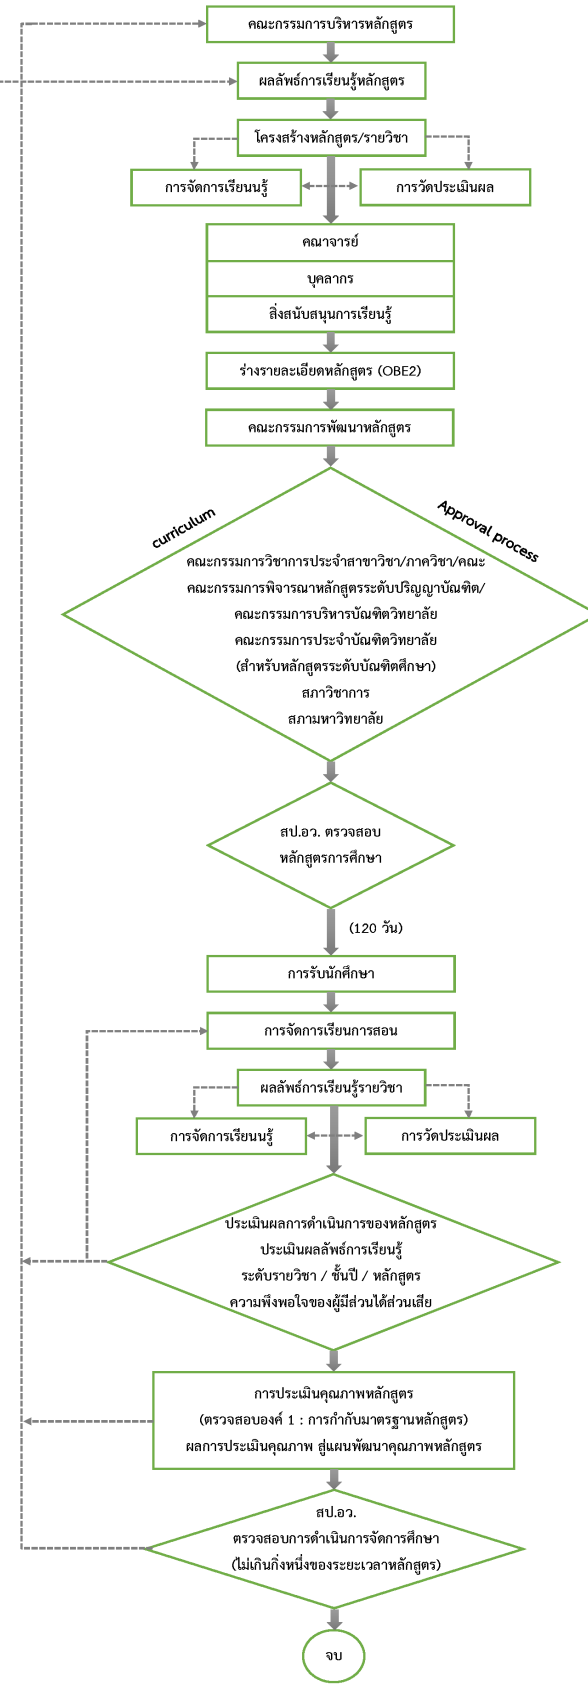 คณะกรรมการบริหารหลักสูตร
ผลลัพธ์การเรียนรู้หลักสูตร
โครงสร้างหลักสูตร/รายวิชา
การจัดการเรียนนรู้
การวัดประเมินผล
คณาจารย์
บุคลากร
สิ่งสนับสนุนการเรียนรู้
ร่างรายละเอียดหลักสูตร (OBE2)
คณะกรรมการพัฒนาหลักสูตร
curriculum
Approval process
คณะกรรมการวิชาการประจำสาขาวิชา/ภาควิชา/คณะ
คณะกรรมการพิจารณาหลักสูตรระดับปริญญาบัณฑิต/
คณะกรรมการบริหารบัณฑิตวิทยาลัย
คณะกรรมการประจำบัณฑิตวิทยาลัย
(สำหรับหลักสูตรระดับบัณฑิตศึกษา)
สภาวิชาการ
สภามหาวิทยาลัย
สป.อว. ตรวจสอบ
หลักสูตรการศึกษา
(120 วัน)
การรับนักศึกษา
การจัดการเรียนการสอน
ผลลัพธ์การเรียนรู้รายวิชา
การจัดการเรียนนรู้
การวัดประเมินผล
ประเมินผลการดำเนินการของหลักสูตร
ประเมินผลลัพธ์การเรียนรู้
ระดับรายวิชา / ชั้นปี / หลักสูตร
ความพึงพอใจของผู้มีส่วนได้ส่วนเสีย
การประเมินคุณภาพหลักสูตร
(ตรวจสอบองค์ 1 : การกำกับมาตรฐานหลักสูตร)
ผลการประเมินคุณภาพ สู่แผนพัฒนาคุณภาพหลักสูตร
สป.อว.
ตรวจสอบการดำเนินการจัดการศึกษา
(ไม่เกินกึ่งหนึ่งของระยะเวลาหลักสูตร)
จบ